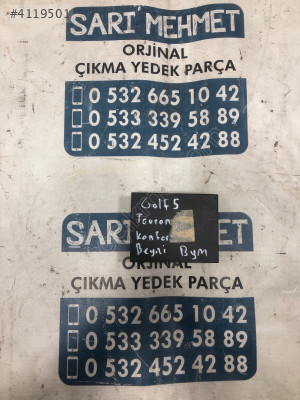 #4119501
SARI MEHMET
ORJİNAL
ÇIKMA YEDEK PARÇA
0 532 665 10 42
0 533 339 58 89
0 532 452 42 88
Golf 5
Touran
Konfor
Beyni Bym
SARI MET
ORJİNAL
ÇIKMA YEDEK PARÇA
0 532 665 10 42
0 533 339 58 89
0 532 452 42 88